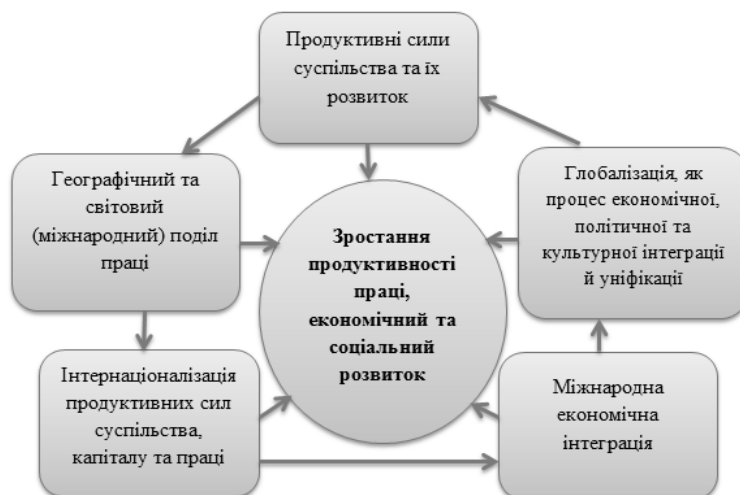 Продуктивні сили
суспільства та їх
розвиток
Географічний та
світовий
(міжнародний) поділ
праці
Глобалізація, як
процес економічної,
політичної та
культурної інтеграції
й уніфікації
Зростання
продуктивності
праці,
економічний та
соціальний
розвиток
Інтернаціоналізація
продуктивних сил
суспільства,
капіталу та праці
Міжнародна
економічна
інтеграція